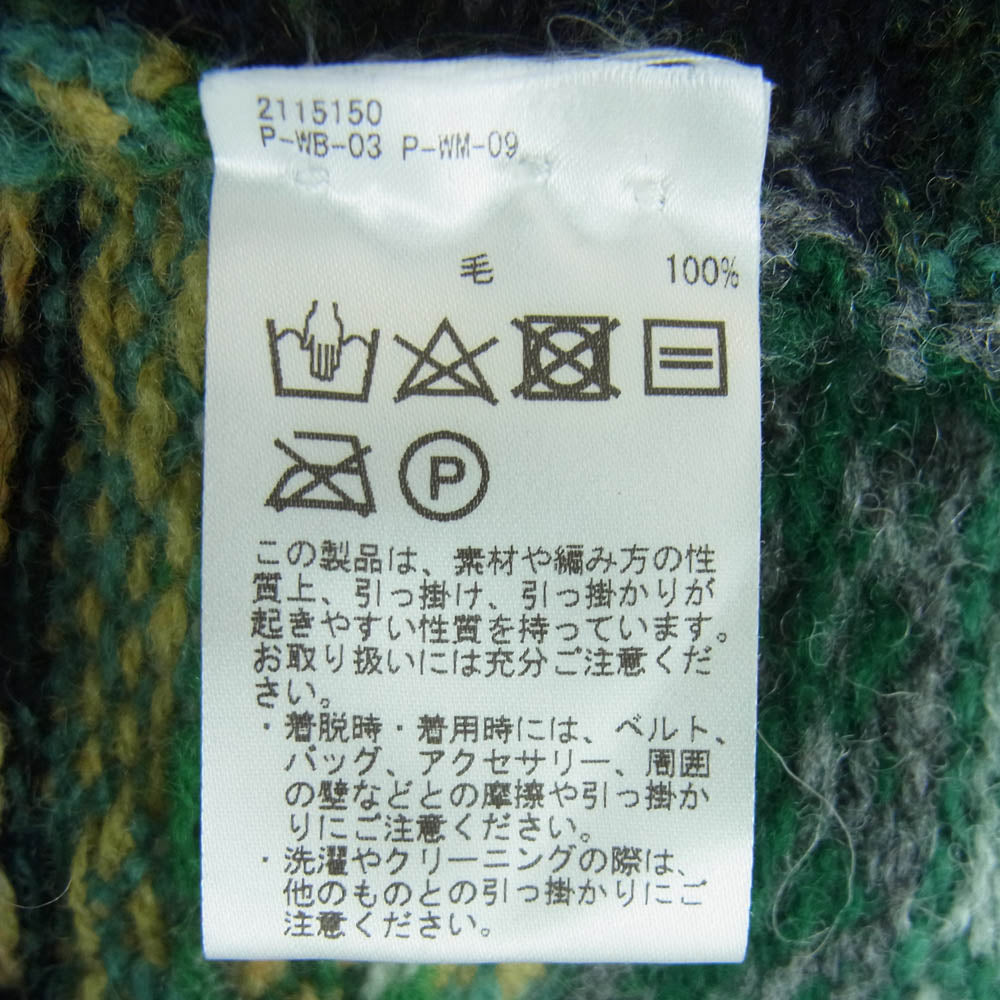 2115150
P-WB-03 P-WM-09
毛 100%
P
この製品は、素材や編み方の性
質上、引っ掛け、引っ掛かりが
起きやすい性質を持っています。
お取り扱いには充分ご注意くだ
さい。
・着脱時・着用時には、ベルト、
バッグ、アクセサリー、周囲
の壁などとの摩擦や引っ掛か
りにご注意ください。
・洗濯やクリーニングの際は、
他のものとの引っ掛かりにご
注意ください。